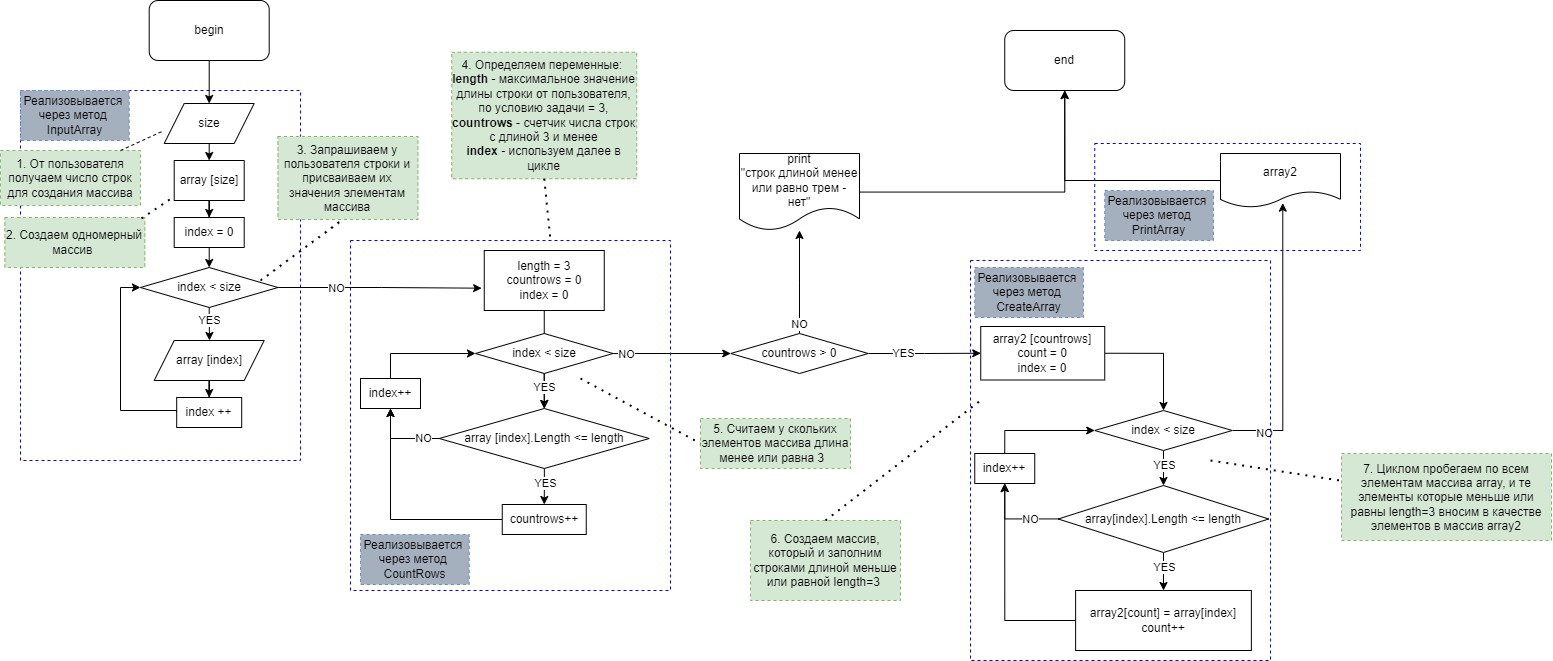 begin
Реализовывается
через метод
InputArray
size
1. От пользователя
получаем число строк
для создания массива
array [size]
2. Создаем одномерный
массив
index = 0
3. Запрашиваем у
пользователя строки и
присваиваем их
значения элементам
массива
index < size
NO
YES
array [index]
index ++
4. Определяем переменные:
length - максимальное значение
длины строки от пользователя,
по условию задачи = 3,
countrows - счетчик числа строк
с длиной 3 и менее
index - используем далее в
цикле
length = 3
countrows = 0
index = 0
index < size
NO
YES
index++
array [index].Length <= length
NO
YES
countrows++
Реализовывается
через метод
CountRows
5. Считаем у скольких
элементов массива длина
менее или равна 3
countrows > 0
NO
YES
print
"строк длиной менее
или равно трем -
нет"
end
array2
Реализовывается
через метод
PrintArray
Реализовывается
через метод
CreateArray
array2 [countrows]
count = 0
index = 0
6. Создаем массив,
который и заполним
строками длиной меньше
или равной length=3
index < size
NO
YES
index++
array[index].Length <= length
NO
YES
array2[count] = array[index]
count++
7. Циклом пробегаем по всем
элементам массива array, и те
элементы которые меньше или
равны length=3 вносим в качестве
элементов в массив array2